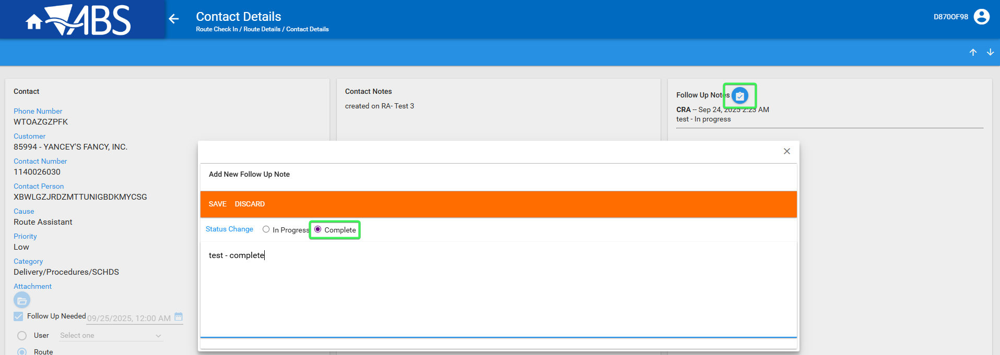 ABS
Contact Details
Route Check In / Route Details / Contact Details
D870OF98
Contact
Phone Number
WTOAZGZPFK
Customer
85994 - YANCEY'S FANCY, INC.
Contact Number
1140026030
Contact Person
XBWLGZJRDZMTTUNIGBDKMYCSG
Cause
Route Assistant
Priority
Low
Category
Delivery/Procedures/SCHDS
Attachment
Follow Up Needed 09/25/2025, 12:00 AM
User Select one
Route
Contact Notes
created on RA- Test 3
Follow Up Notes
CRA -- Sep 24, 2025 2:23 AM
test - In progress
Add New Follow Up Note
SAVE DISCARD
Status Change In Progress Complete
test - complete